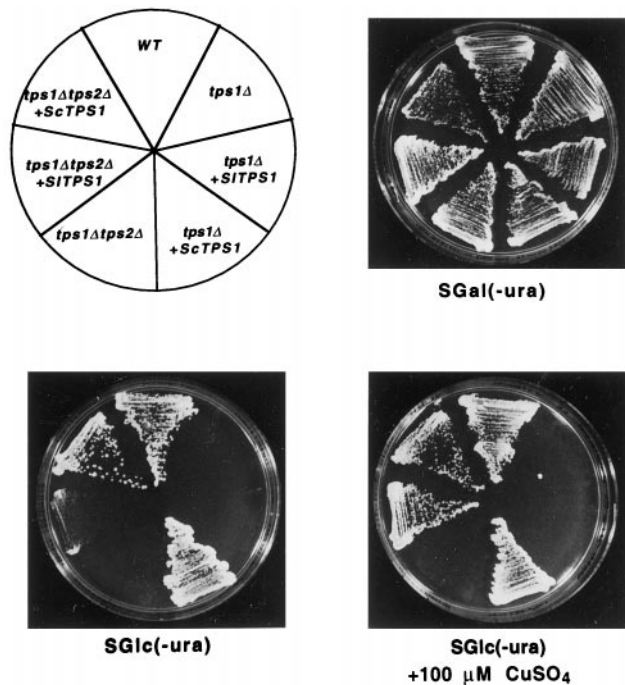 WT
tps1Δtps2Δ
+ScTPS1
tps1Δ
tps1Δtps2Δ
+SlTPS1
tps1Δ
+SlTPS1
tps1Δtps2Δ
tps1Δ
+ScTPS1
SGal(-ura)
SGlc(-ura)
SGlc(-ura)
+100 μM CuSO₄